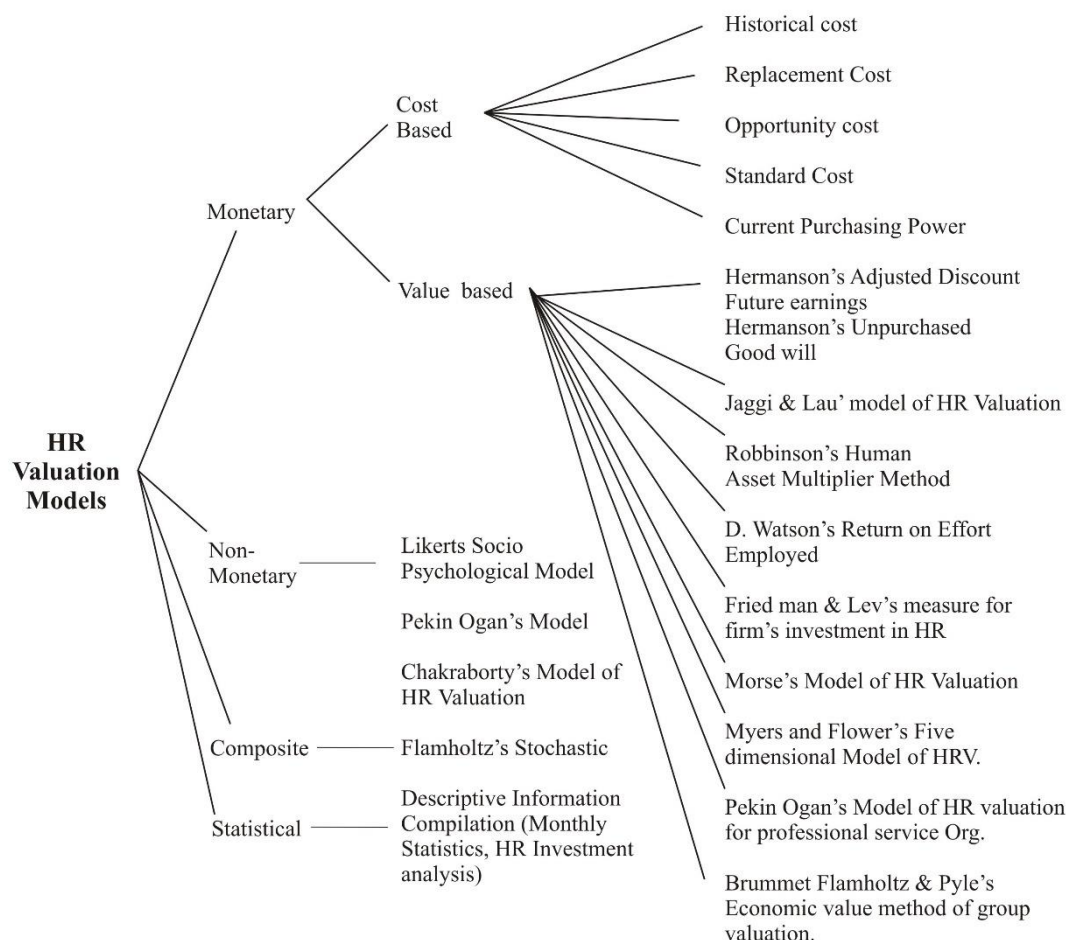 HR
Valuation
Models
Monetary
Cost
Based
Historical cost
Replacement Cost
Opportunity cost
Standard Cost
Current Purchasing Power
Value based
Hermanson’s Adjusted Discount
Future earnings
Hermanson’s Unpurchased
Good will
Jaggi & Lau’ model of HR Valuation
Robbinson’s Human
Asset Multiplier Method
D. Watson’s Return on Effort
Employed
Fried man & Lev’s measure for
firm’s investment in HR
Morse’s Model of HR Valuation
Myers and Flower’s Five
dimensional Model of HRV.
Pekin Ogan’s Model of HR valuation
for professional service Org.
Brummet Flamholtz & Pyle’s
Economic value method of group
valuation.
Non-
Monetary
Likerts Socio
Psychological Model
Pekin Ogan’s Model
Chakraborty’s Model of
HR Valuation
Composite
Flamholtz’s Stochastic
Statistical
Descriptive Information
Compilation (Monthly
Statistics, HR Investment
analysis)